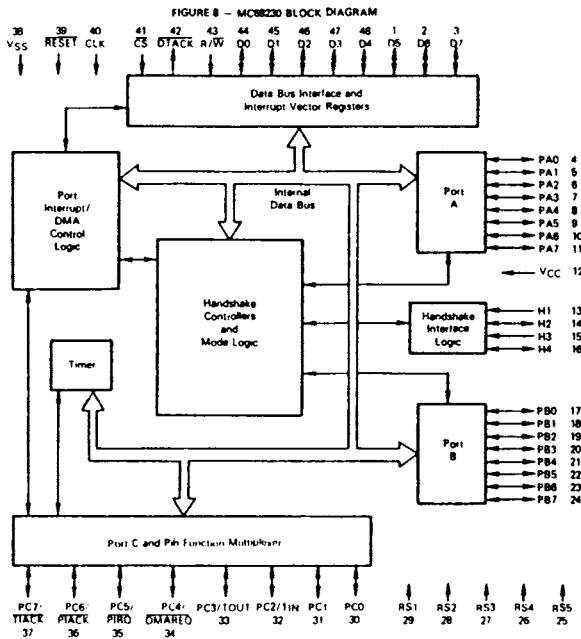 FIGURE 8 – MC68230 BLOCK DIAGRAM
38 39 40 41 42 43 44 45 46 47 48 1 2 3
VSS RESET CLK CS DTACK R/W D0 D1 D2 D3 D4 D5 D6 D7
Data Bus Interface and
Interrupt Vector Registers
Port
Interrupt/
DMA
Control
Logic
Internal
Data Bus
Port
A
PA0 4
PA1 5
PA2 6
PA3 7
PA4 8
PA5 9
PA6 10
PA7 11
VCC 12
Handshake
Controllers
and
Mode Logic
Handshake
Interface
Logic
H1 13
H2 14
H3 15
H4 16
Timer
Port
B
PB0 17
PB1 18
PB2 19
PB3 20
PB4 21
PB5 22
PB6 23
PB7 24
Port C and Pin Function Multiplexer
PC7/ PC6/ PC5/ PC4/ PC3/TOUT PC2/TIN PC1 PC0 RS1 RS2 RS3 RS4 RS5
TIACK PIACK PIRQ DMAREQ 33 32 31 30 29 28 27 26 25
37 36 35 34